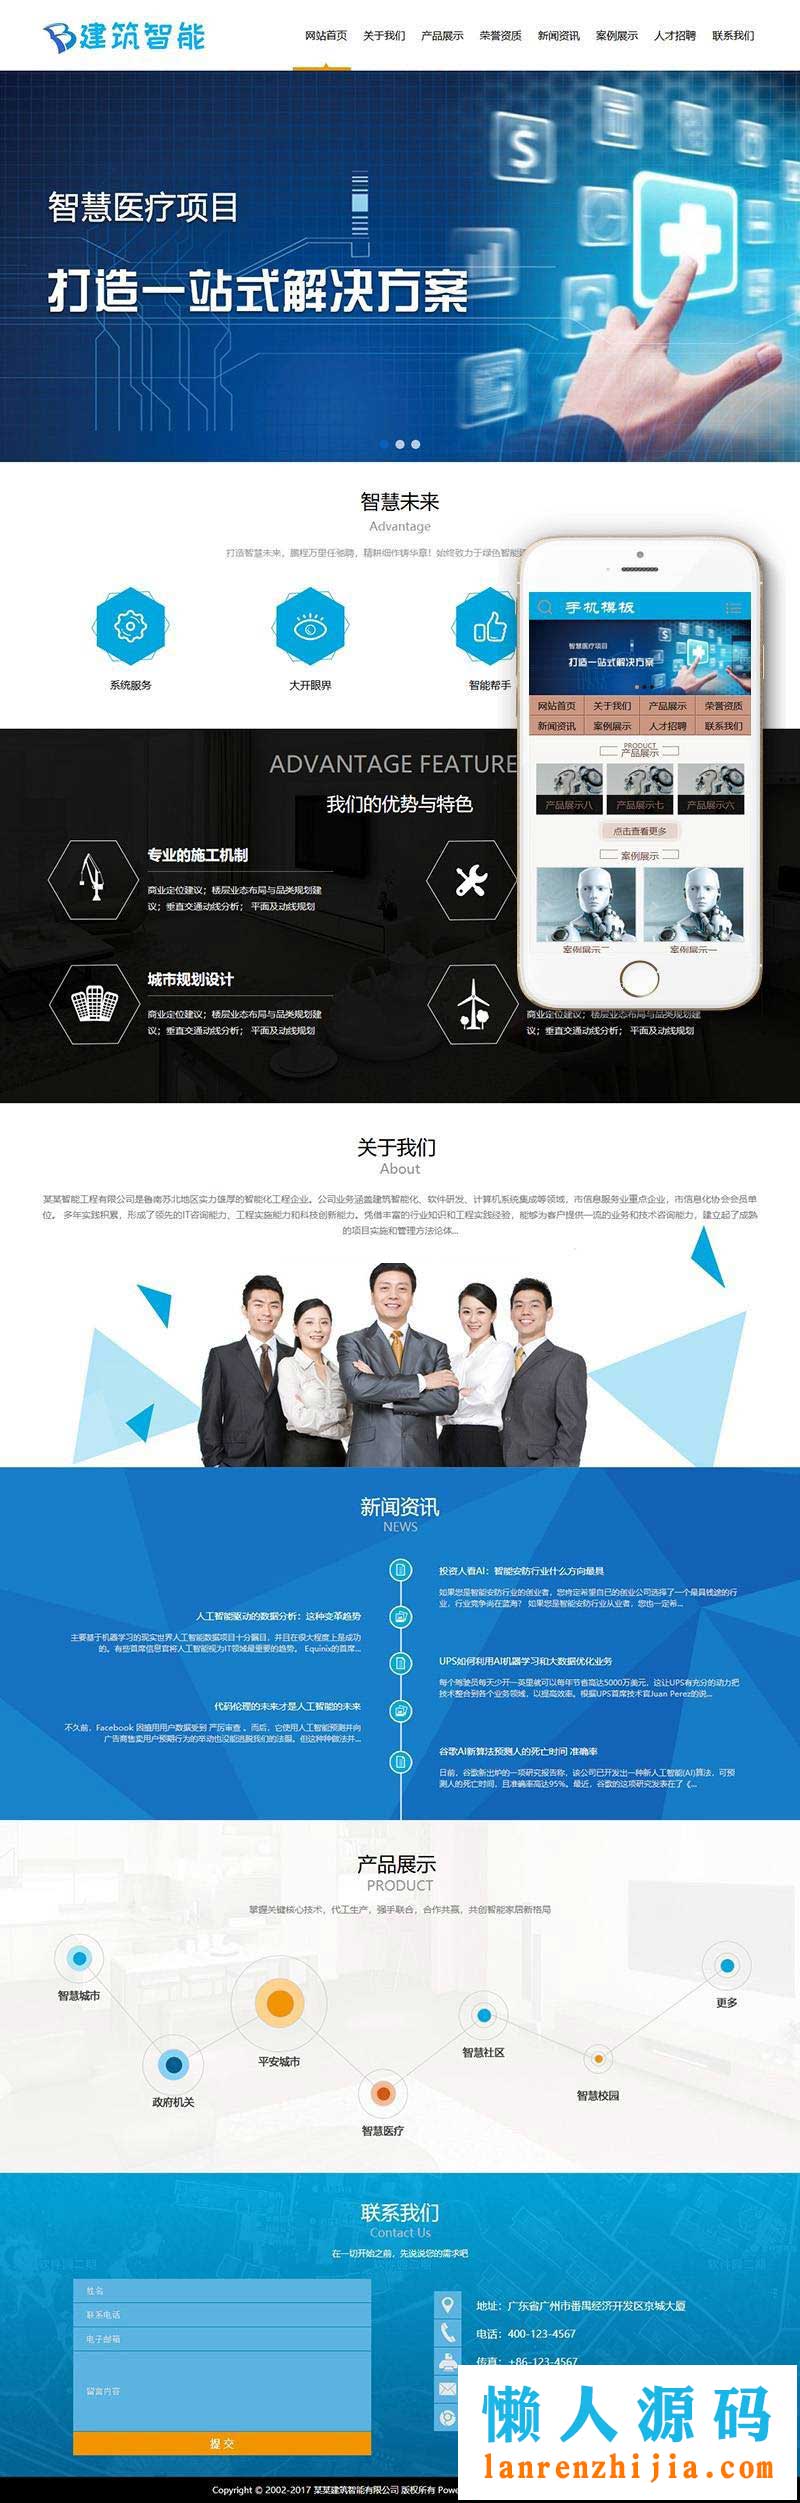 建筑智能
网站首页 关于我们 产品展示 荣誉资质 新闻资讯 案例展示 人才招聘 联系我们
智慧医疗项目
打造一站式解决方案
智慧未来
Advantage
打造智慧未来，鹏程万里任驰骋，精耕细作铸华章！始终致力于绿色智能
系统服务
大开眼界
智能帮手
ADVANTAGE FEATURE
我们的优势与特色
专业的施工机制
商业定位建议；楼层业态布局与品类规划建
议；垂直交通动线分析； 平面及动线规划
城市规划设计
商业定位建议；楼层业态布局与品类规划建
议；垂直交通动线分析； 平面及动线规划
商业定位建议；楼层业态布局与品类规划建
议；垂直交通动线分析； 平面及动线规划
手机模板
智慧医疗项目
打造一站式解决方案
网站首页 关于我们 产品展示 荣誉资质
新闻资讯 案例展示 人才招聘 联系我们
PRODUCT
产品展示
产品展示八 产品展示七 产品展示六
点击查看更多
案例展示
案例展示二 案例展示一
关于我们
About
某某智能工程有限公司是鲁南苏北地区实力雄厚的智能化工程企业。公司业务涵盖建筑智能化、软件研发、计算机系统集成等领域，市信息服务业重点企业，市信息化协会会员单
位。 多年实践积累，形成了领先的IT咨询能力、工程实施能力和科技创新能力。凭借丰富的行业知识和工程实践经验，能够为客户提供一流的业务和技术咨询能力，建立起了成熟
的项目实施和管理方法论体...
新闻资讯
NEWS
投资人看AI：智能安防行业什么方向最具
如果您是智能安防行业的创业者，您肯定希望自已的创业公司选择了一个最具钱途的行
业，行业竞争尚在蓝海？ 如果您是智能安防行业从业者，您也一定希...
人工智能驱动的数据分析：这种变革趋势
主要基于机器学习的现实世界人工智能数据项目十分瞩目，并且在很大程度上是成功
的。有些首席信息官将人工智能视为IT领域最重要的趋势。 Equinix的首席...
UPS如何利用AI机器学习和大数据优化业务
每个驾驶员每天少开一英里就可以每年节省高达5000万美元，这让UPS有充分的动力把
技术整合到各个业务领域，以提高效率。根据UPS首席技术官Juan Perez的说...
代码伦理的未来才是人工智能的未来
不久前，Facebook 因擅用用户数据受到 严厉审查 。而后，它使用人工智能预测并向
广告商售卖用户预期行为的举动也没能逃脱我们的法眼。但这种种做法并...
谷歌AI新算法预测人的死亡时间 准确率
日前，谷歌新出炉的一项研究报告称，该公司已开发出一种新人工智能(AI)算法，可预
测人的死亡时间，且准确率高达95%。最近，谷歌的这项研究发表在了《...
产品展示
PRODUCT
掌握关键核心技术，代工生产，强手联合，合作共赢，共创智能家居新格局
智慧城市
政府机关
平安城市
智慧医疗
智慧社区
智慧校园
更多
联系我们
Contact Us
在一切开始之前，先说说您的需求吧
姓名
联系电话
电子邮箱
留言内容
提 交
地址：广东省广州市番禺经济开发区京城大厦
电话：400-123-4567
传真：+86-123-4567
Copyright © 2002-2017 某某建筑智能有限公司 版权所有 Powe
懒人源码
lanrenzhijia.com